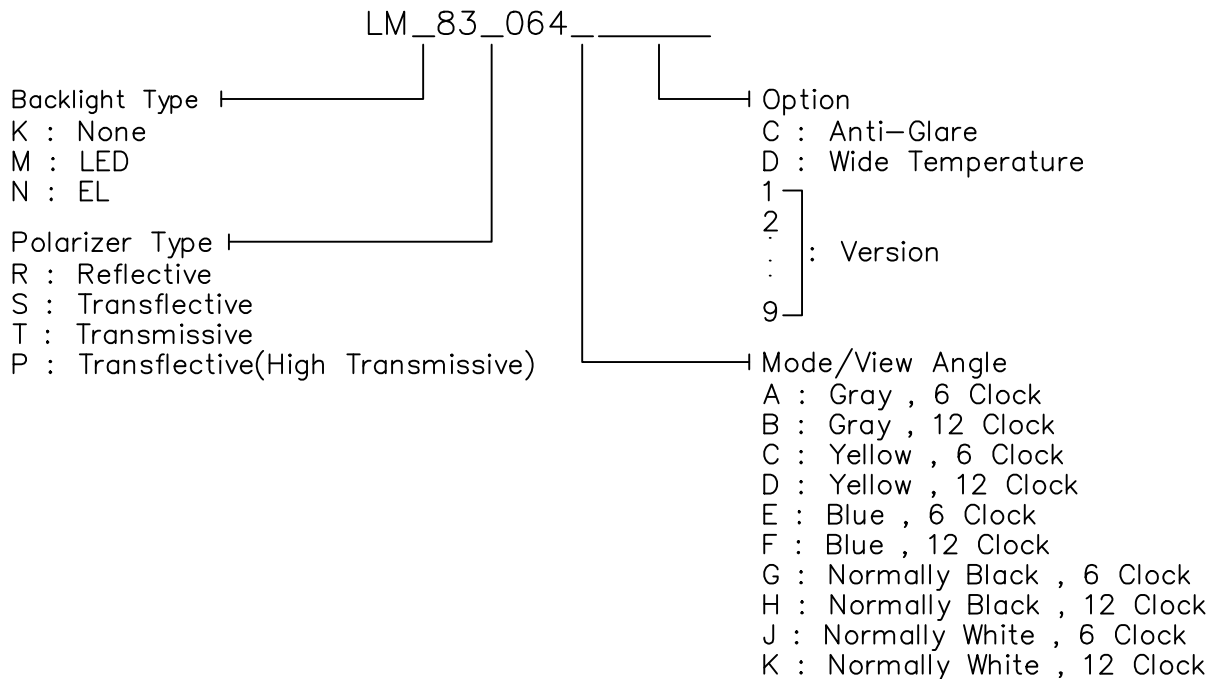 LM_83_064_______
Backlight Type
K : None
M : LED
N : EL
Polarizer Type
R : Reflective
S : Transflective
T : Transmissive
P : Transflective(High Transmissive)
Option
C : Anti-Glare
D : Wide Temperature
1
2
.
.
.
9
: Version
Mode/View Angle
A : Gray , 6 Clock
B : Gray , 12 Clock
C : Yellow , 6 Clock
D : Yellow , 12 Clock
E : Blue , 6 Clock
F : Blue , 12 Clock
G : Normally Black , 6 Clock
H : Normally Black , 12 Clock
J : Normally White , 6 Clock
K : Normally White , 12 Clock